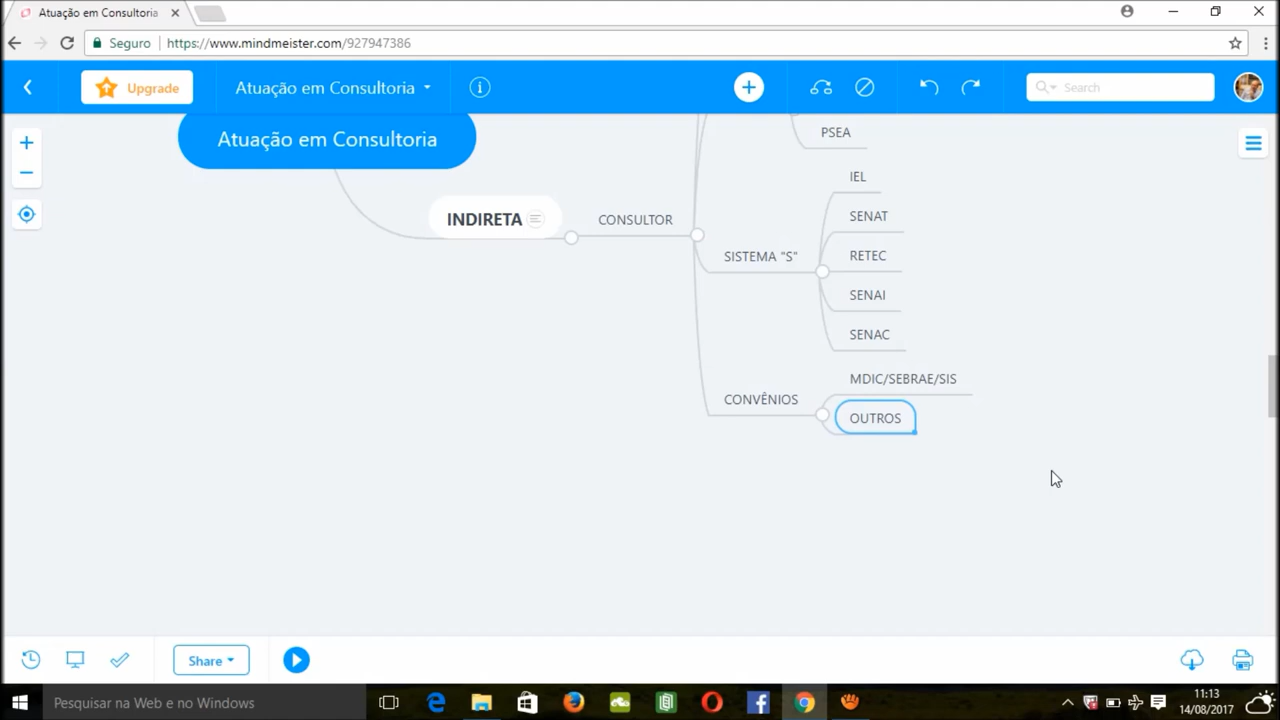 Atuação em Consultoria
Seguro
https://www.mindmeister.com/927947386
Upgrade
Atuação em Consultoria
Search
Atuação em Consultoria
PSEA
IEL
INDIRETA
CONSULTOR
SENAT
SISTEMA "S"
RETEC
SENAI
SENAC
MDIC/SEBRAE/SIS
CONVÊNIOS
OUTROS
Share
Pesquisar na Web e no Windows
11:13
14/08/2017